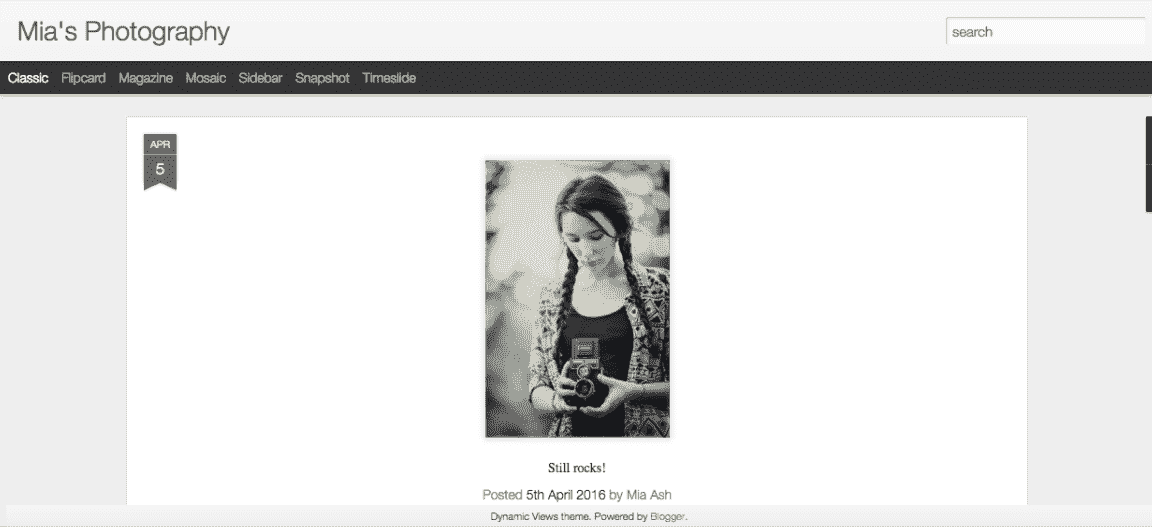 Mia's Photography
search
Classic Flipcard Magazine Mosaic Sidebar Snapshot Timeslide
APR
5
Still rocks!
Posted 5th April 2016 by Mia Ash
Dynamic Views theme. Powered by Blogger.